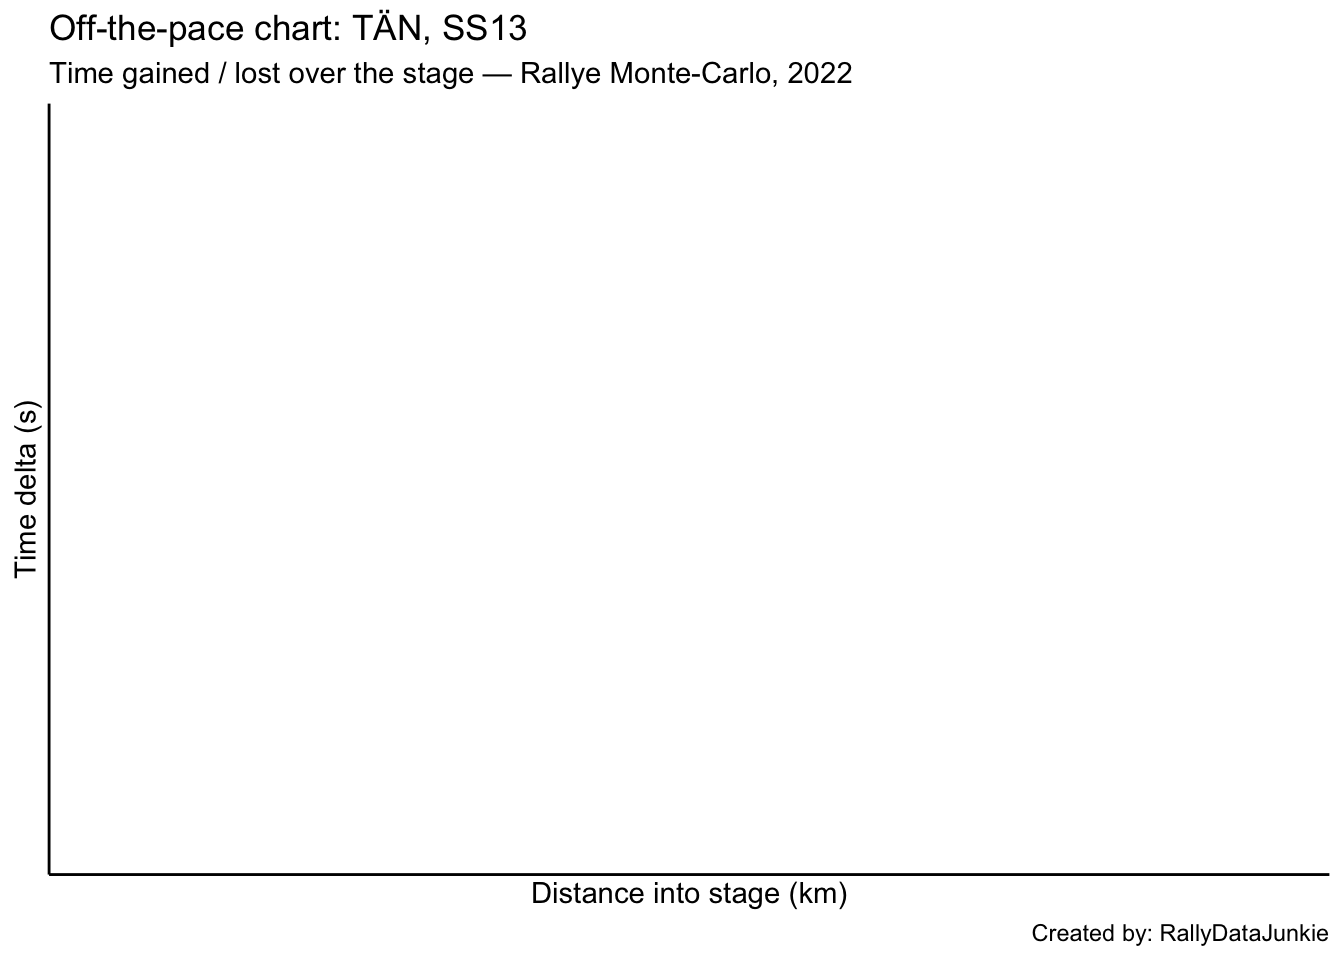 Off-the-pace chart: TÄN, SS13
Time gained / lost over the stage — Rallye Monte-Carlo, 2022
Time delta (s)
Distance into stage (km)
Created by: RallyDataJunkie